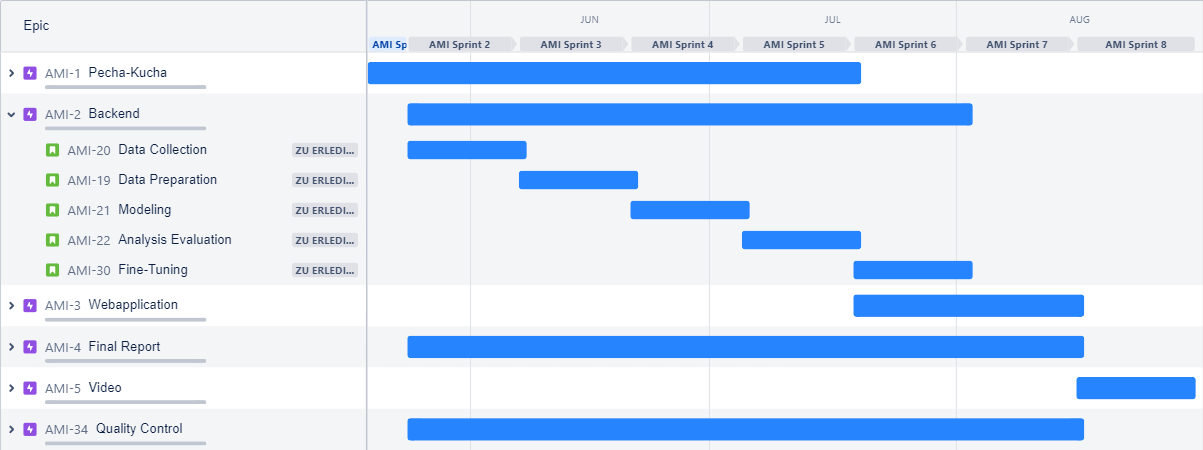 Epic
JUN JUL AUG
AMI Sp AMI Sprint 2 AMI Sprint 3 AMI Sprint 4 AMI Sprint 5 AMI Sprint 6 AMI Sprint 7 AMI Sprint 8
AMI-1 Pecha-Kucha
AMI-2 Backend
AMI-20 Data Collection ZU ERLEDI...
AMI-19 Data Preparation ZU ERLEDI...
AMI-21 Modeling ZU ERLEDI...
AMI-22 Analysis Evaluation ZU ERLEDI...
AMI-30 Fine-Tuning ZU ERLEDI...
AMI-3 Webapplication
AMI-4 Final Report
AMI-5 Video
AMI-34 Quality Control